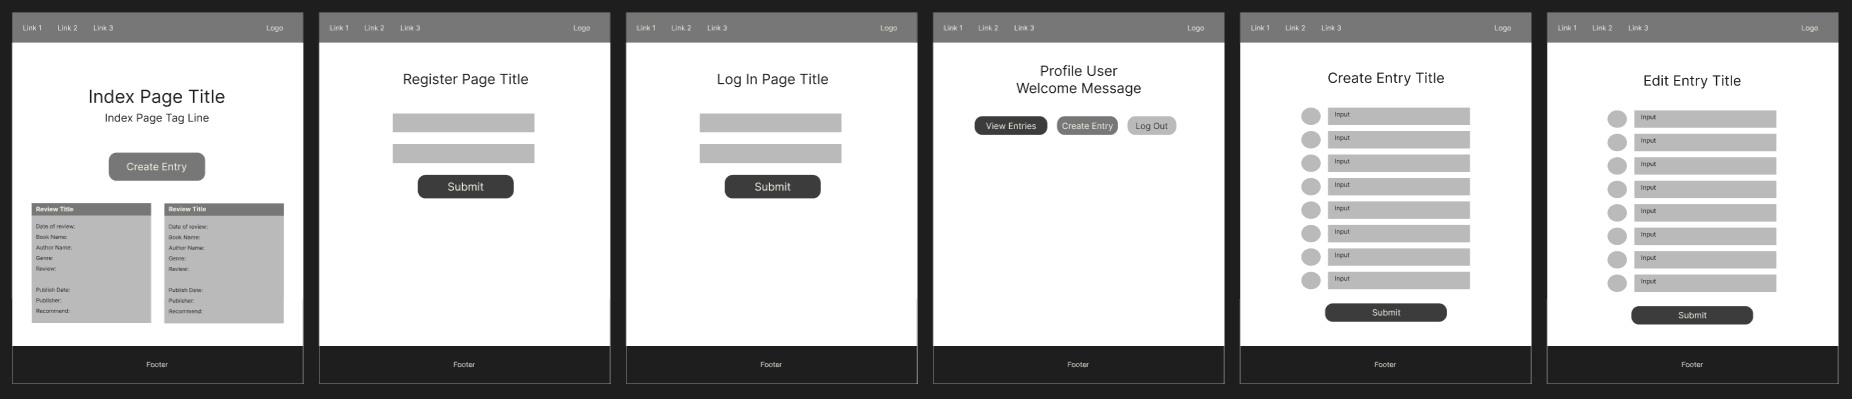 Link 1 Link 2 Link 3 Logo
Index Page Title
Index Page Tag Line
Create Entry
Review Title
Date of review:
Book Name:
Author Name:
Genre:
Review:
Publish Date:
Publisher:
Recommend:
Review Title
Date of review:
Book Name:
Author Name:
Genre:
Review:
Publish Date:
Publisher:
Recommend:
Footer
Link 1 Link 2 Link 3 Logo
Register Page Title
Submit
Footer
Link 1 Link 2 Link 3 Logo
Log In Page Title
Submit
Footer
Link 1 Link 2 Link 3 Logo
Profile User
Welcome Message
View Entries Create Entry Log Out
Footer
Link 1 Link 2 Link 3 Logo
Create Entry Title
Input
Input
Input
Input
Input
Input
Input
Input
Submit
Footer
Link 1 Link 2 Link 3 Logo
Edit Entry Title
Input
Input
Input
Input
Input
Input
Input
Input
Submit
Footer